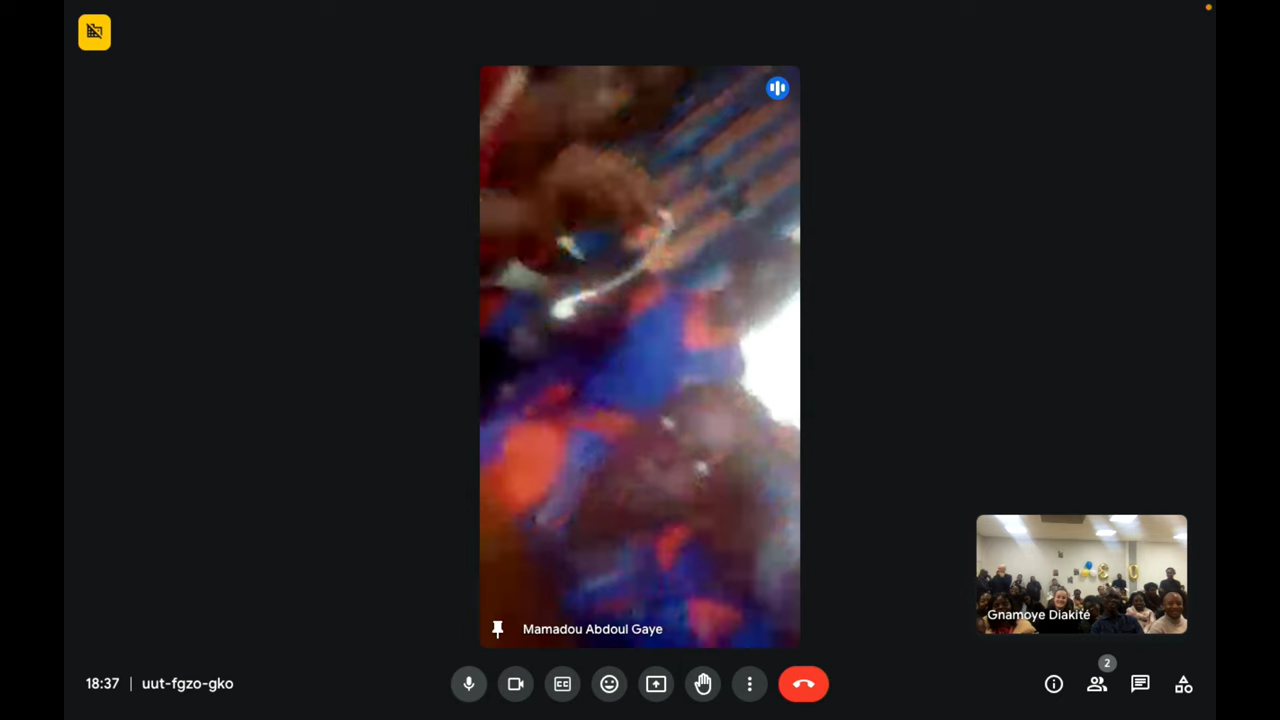 Mamadou Abdoul Gaye
Gnamoye Diakité
18:37 | uut-fgzo-gko
2